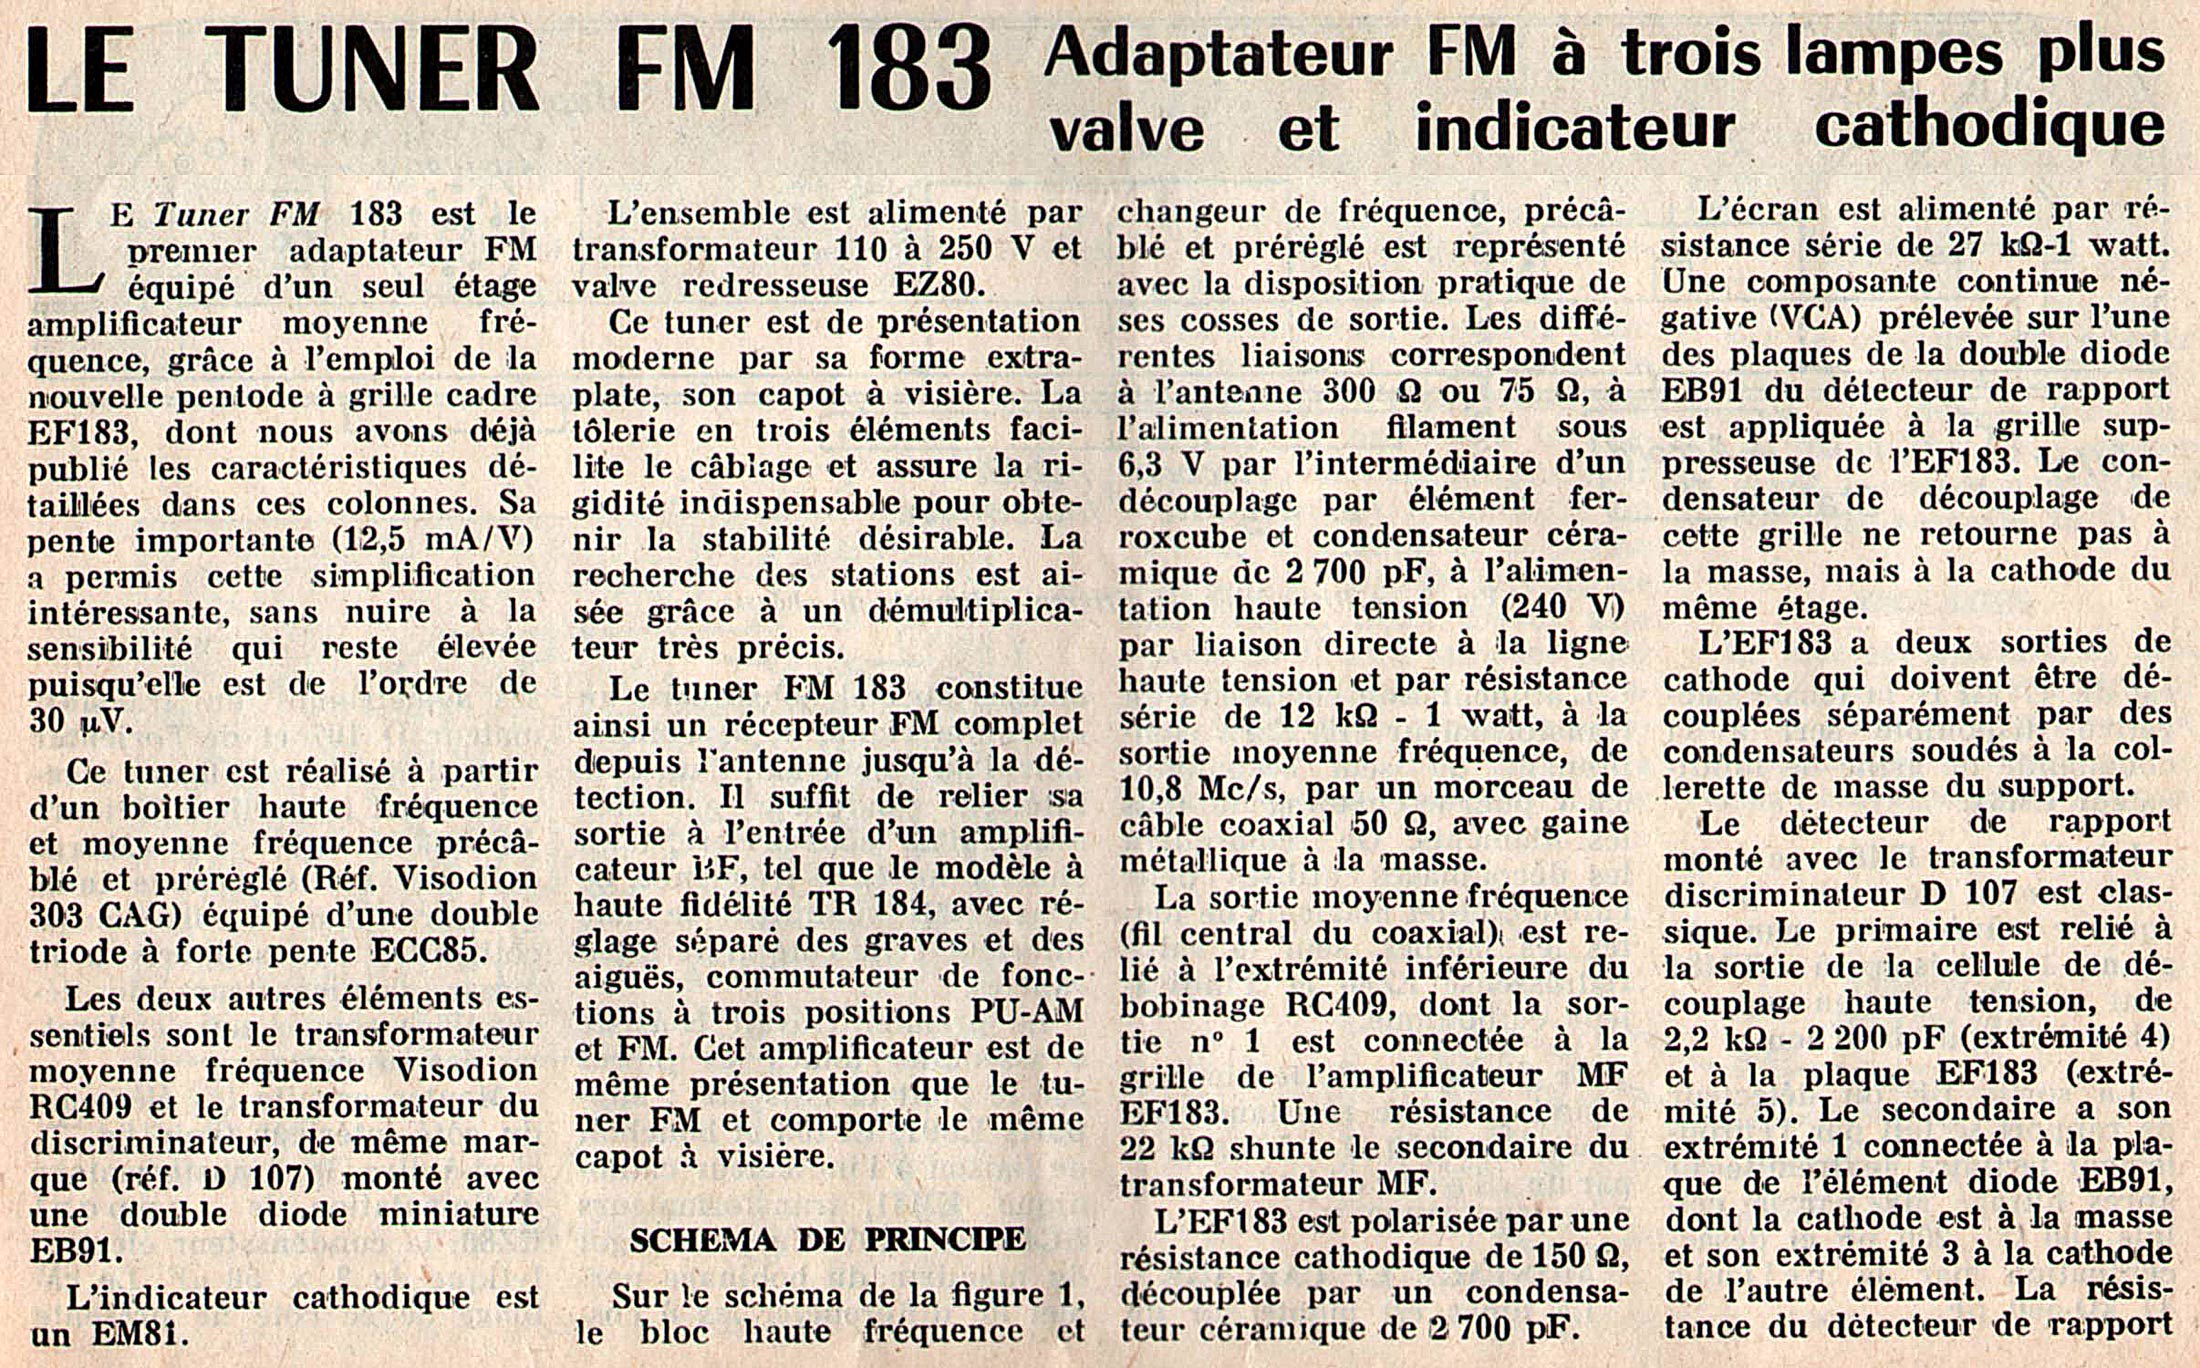 LE TUNER FM 183
Adaptateur FM à trois lampes plus
valve et indicateur cathodique
LE Tuner FM 183 est le
premier adaptateur FM
équipé d'un seul étage
amplificateur moyenne fré-
quence, grâce à l'emploi de la
nouvelle pentode à grille cadre
EF183, dont nous avons déjà
publié les caractéristiques dé-
taillées dans ces colonnes. Sa
pente importante (12,5 mA/V)
a permis cette simplification
intéressante, sans nuire à la
sensibilité qui reste élevée
puisqu'elle est de l'ordre de
30 µV.
Ce tuner est réalisé à partir
d'un boîtier haute fréquence
et moyenne fréquence précâ-
blé et préréglé (Réf. Visodion
303 CAG) équipé d'une double
triode à forte pente ECC85.
Les deux autres éléments es-
sentiels sont le transformateur
moyenne fréquence Visodion
RC409 et le transformateur du
discriminateur, de même mar-
que (réf. D 107) monté avec
une double diode miniature
EB91.
L'indicateur cathodique est
un EM81.
L'ensemble est alimenté par
transformateur 110 à 250 V et
valve redresseuse EZ80.
Ce tuner est de présentation
moderne par sa forme extra-
plate, son capot à visière. La
tôlerie en trois éléments faci-
lite le câblage et assure la ri-
gidité indispensable pour obte-
nir la stabilité désirable. La
recherche des stations est ai-
sée grâce à un démultiplica-
teur très précis.
Le tuner FM 183 constitue
ainsi un récepteur FM complet
depuis l'antenne jusqu'à la dé-
tection. Il suffit de relier sa
sortie à l'entrée d'un amplifi-
cateur BF, tel que le modèle à
haute fidélité TR 184, avec ré-
glage séparé des graves et des
aiguës, commutateur de fonc-
tions à trois positions PU-AM
et FM. Cet amplificateur est de
même présentation que le tu-
ner FM et comporte le même
capot à visière.
SCHEMA DE PRINCIPE
Sur le schéma de la figure 1,
le bloc haute fréquence et
changeur de fréquence, précâ-
blé et préréglé est représenté
avec la disposition pratique de
ses cosses de sortie. Les diffé-
rentes liaisons correspondent
à l'antenne 300 Ω ou 75 Ω, à
l'alimentation filament sous
6,3 V par l'intermédiaire d'un
découplage par élément fer-
roxcube et condensateur céra-
mique de 2 700 pF, à l'alimen-
tation haute tension (240 V)
par liaison directe à la ligne
haute tension et par résistance
série de 12 kΩ - 1 watt, à la
sortie moyenne fréquence, de
10,8 Mc/s, par un morceau de
câble coaxial 50 Ω, avec gaine
métallique à la masse.
La sortie moyenne fréquence
(fil central du coaxial) est re-
lié à l'extrémité inférieure du
bobinage RC409, dont la sor-
tie n° 1 est connectée à la
grille de l'amplificateur MF
EF183. Une résistance de
22 kΩ shunte le secondaire du
transformateur MF.
L'EF183 est polarisée par une
résistance cathodique de 150 Ω,
découplée par un condensa-
teur céramique de 2 700 pF.
L'écran est alimenté par ré-
sistance série de 27 kΩ-1 watt.
Une composante continue né-
gative (VCA) prélevée sur l'une
des plaques de la double diode
EB91 du détecteur de rapport
est appliquée à la grille sup-
presseuse de l'EF183. Le con-
densateur de découplage de
cette grille ne retourne pas à
la masse, mais à la cathode du
même étage.
L'EF183 a deux sorties de
cathode qui doivent être dé-
couplées séparément par des
condensateurs soudés à la col-
lerette de masse du support.
Le détecteur de rapport
monté avec le transformateur
discriminateur D 107 est clas-
sique. Le primaire est relié à
la sortie de la cellule de dé-
couplage haute tension, de
2,2 kΩ - 2 200 pF (extrémité 4)
et à la plaque EF183 (extré-
mité 5). Le secondaire a son
extrémité 1 connectée à la pla-
que de l'élément diode EB91,
dont la cathode est à la masse
et son extrémité 3 à la cathode
de l'autre élément. La résis-
tance du détecteur de rapport